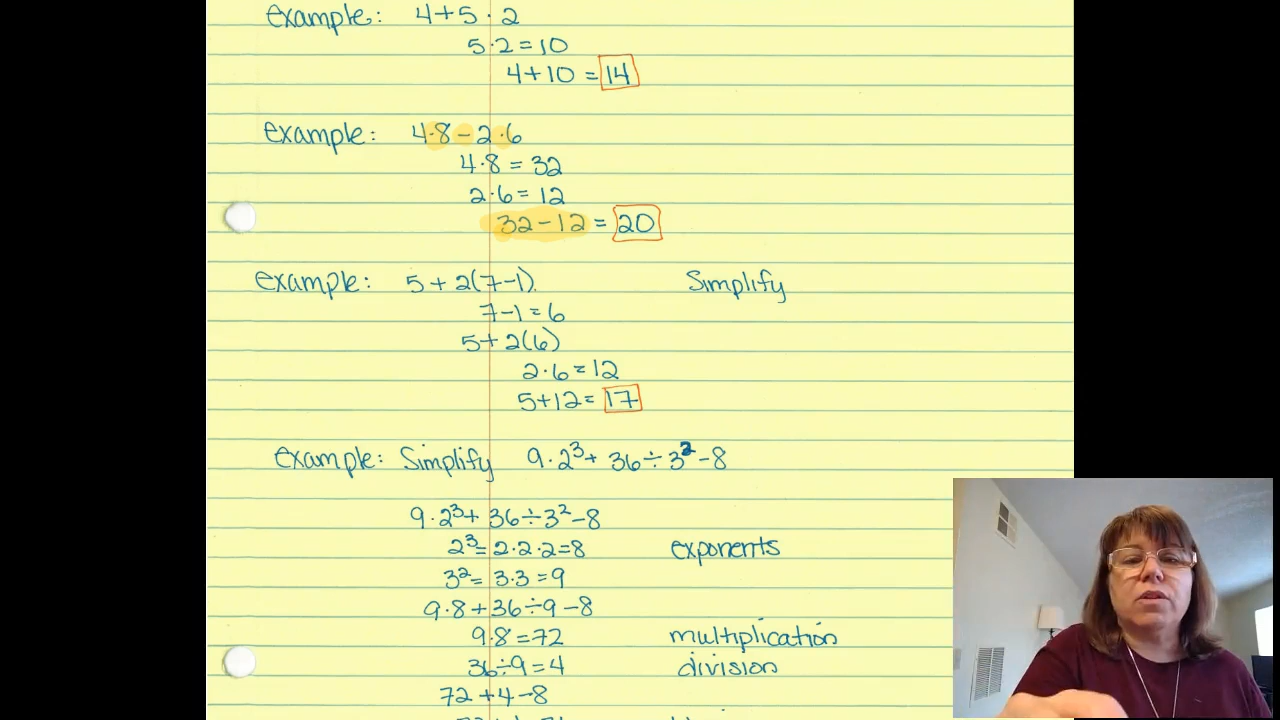 example: 4+5·2
5·2=10
4+10=14
example: 4·8-2·6
4·8=32
2·6=12
32-12=20
example: 5+2(7-1). Simplify
7-1=6
5+2(6)
2·6=12
5+12=17
example: Simplify 9·2³+36÷3²-8
9·2³+36÷3²-8
2³=2·2·2=8 exponents
3²=3·3=9
9·8+36÷9-8
9·8=72 multiplication
36÷9=4 division
72+4-8